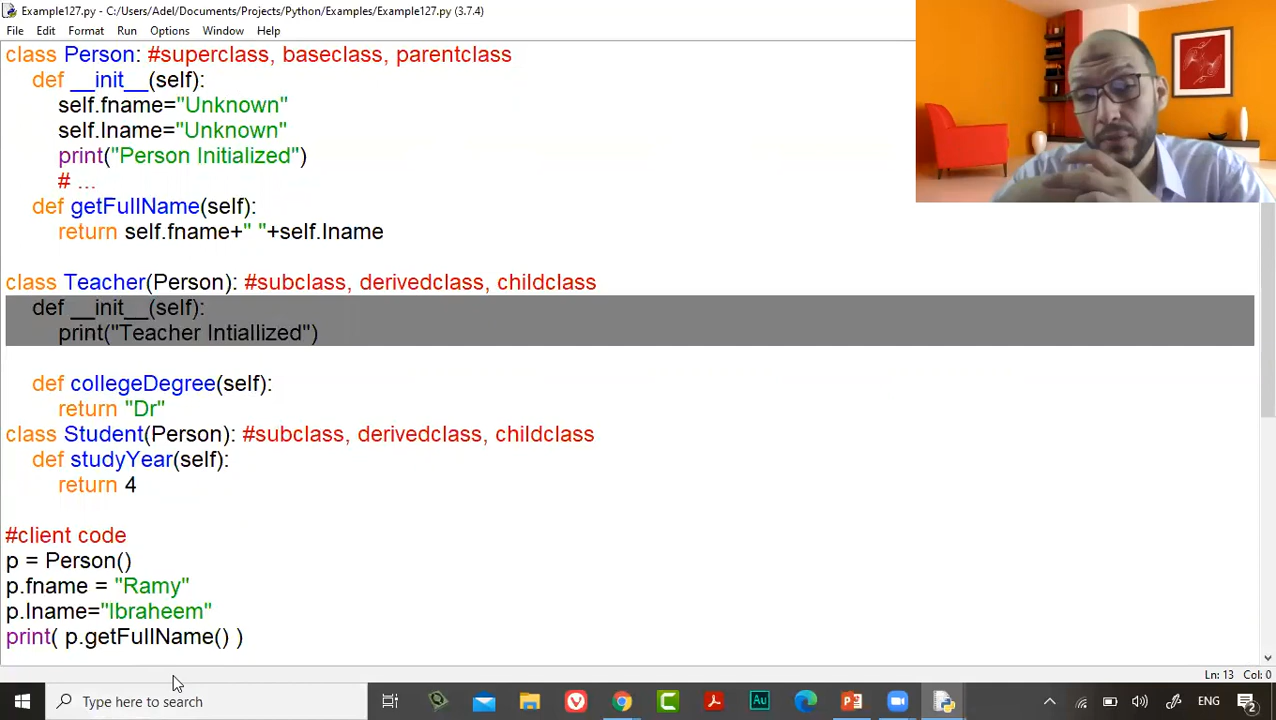 Example127.py - C:/Users/Adel/Documents/Projects/Python/Examples/Example127.py (3.7.4)
File Edit Format Run Options Window Help
class Person: #superclass, baseclass, parentclass
def __init__(self):
self.fname="Unknown"
self.lname="Unknown"
print("Person Initialized")
# ...
def getFullName(self):
return self.fname+" "+self.lname
class Teacher(Person): #subclass, derivedclass, childclass
def __init__(self):
print("Teacher Intiallized")
def collegeDegree(self):
return "Dr"
class Student(Person): #subclass, derivedclass, childclass
def studyYear(self):
return 4
#client code
p = Person()
p.fname = "Ramy"
p.lname="Ibraheem"
print( p.getFullName() )
Ln: 13 Col: 0
Type here to search
Au
ENG
2